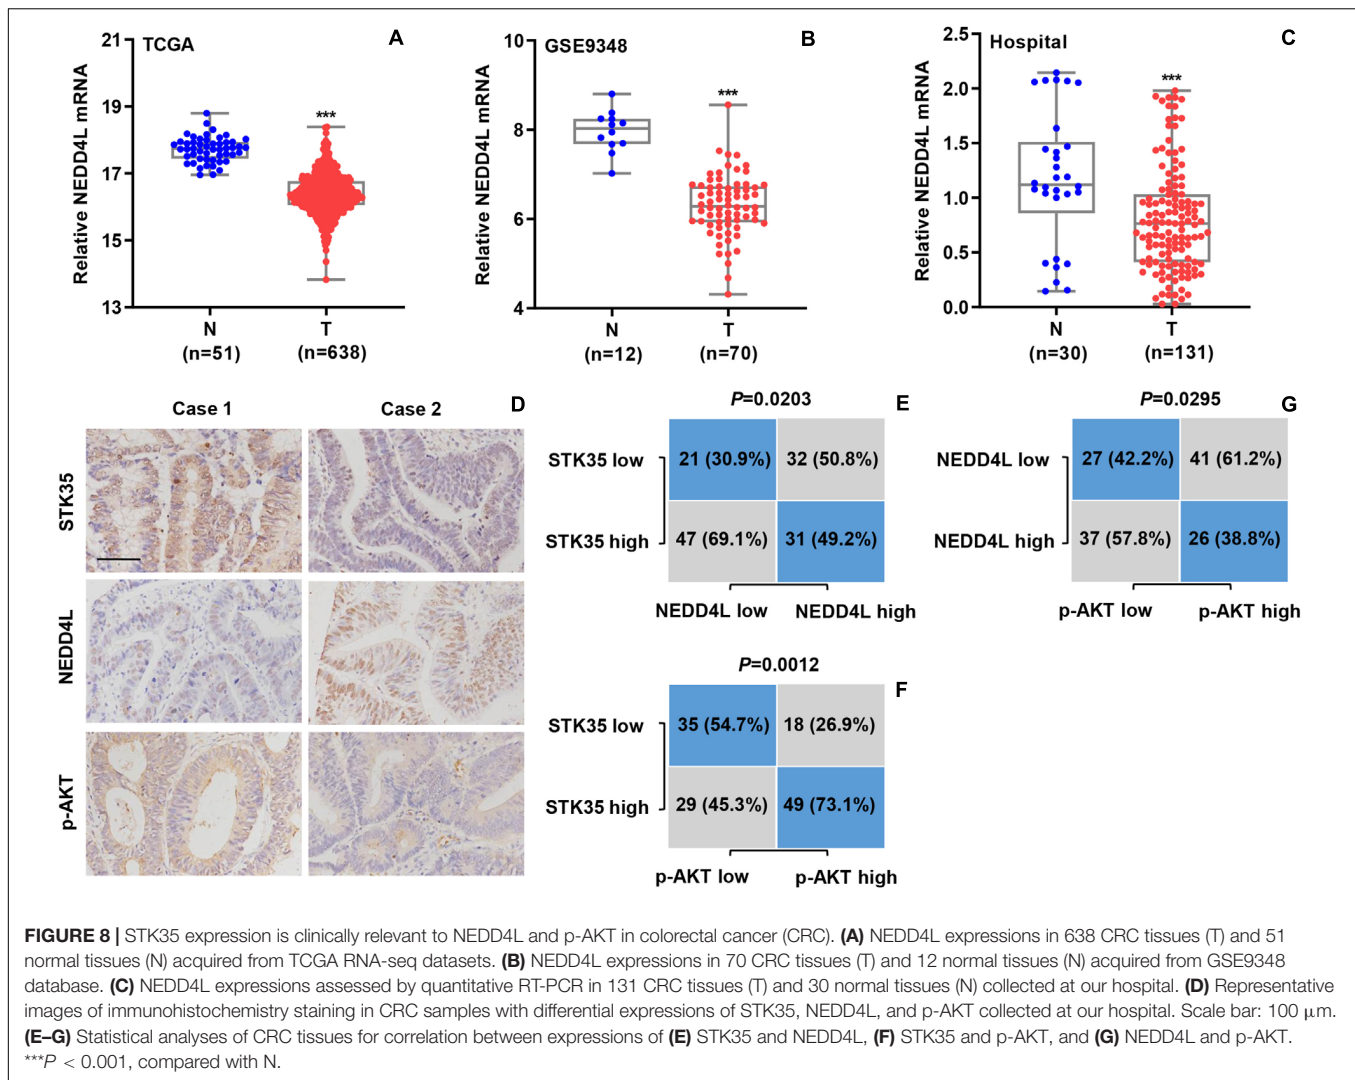 TCGA
A
Relative NEDD4L mRNA
21
19
17
15
13
***
N
T
(n=51)
(n=638)
GSE9348
B
Relative NEDD4L mRNA
10
8
6
4
***
N
T
(n=12)
(n=70)
Hospital
C
Relative NEDD4L mRNA
2.5
2.0
1.5
1.0
0.5
0.0
***
N
T
(n=30)
(n=131)
Case 1
Case 2
D
STK35
NEDD4L
p-AKT
P=0.0203
E
STK35 low
21 (30.9%)
32 (50.8%)
STK35 high
47 (69.1%)
31 (49.2%)
NEDD4L low
NEDD4L high
P=0.0295
G
NEDD4L low
27 (42.2%)
41 (61.2%)
NEDD4L high
37 (57.8%)
26 (38.8%)
p-AKT low
p-AKT high
P=0.0012
F
STK35 low
35 (54.7%)
18 (26.9%)
STK35 high
29 (45.3%)
49 (73.1%)
p-AKT low
p-AKT high
FIGURE 8 | STK35 expression is clinically relevant to NEDD4L and p-AKT in colorectal cancer (CRC). (A) NEDD4L expressions in 638 CRC tissues (T) and 51
normal tissues (N) acquired from TCGA RNA-seq datasets. (B) NEDD4L expressions in 70 CRC tissues (T) and 12 normal tissues (N) acquired from GSE9348
database. (C) NEDD4L expressions assessed by quantitative RT-PCR in 131 CRC tissues (T) and 30 normal tissues (N) collected at our hospital. (D) Representative
images of immunohistochemistry staining in CRC samples with differential expressions of STK35, NEDD4L, and p-AKT collected at our hospital. Scale bar: 100 μm.
(E–G) Statistical analyses of CRC tissues for correlation between expressions of (E) STK35 and NEDD4L, (F) STK35 and p-AKT, and (G) NEDD4L and p-AKT.
***P < 0.001, compared with N.